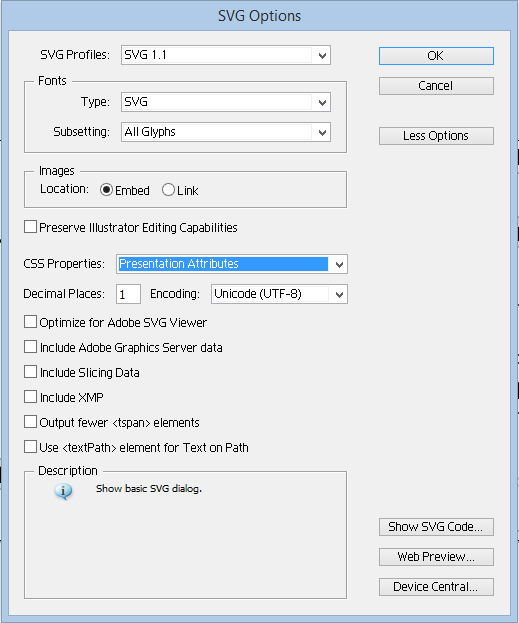 SVG Options
SVG Profiles: SVG 1.1
OK
Fonts
Cancel
Type: SVG
Subsetting: All Glyphs
Less Options
Images
Location: Embed Link
Preserve Illustrator Editing Capabilities
CSS Properties: Presentation Attributes
Decimal Places: 1 Encoding: Unicode (UTF-8)
Optimize for Adobe SVG Viewer
Include Adobe Graphics Server data
Include Slicing Data
Include XMP
Output fewer <tspan> elements
Use <textPath> element for Text on Path
Description
Show basic SVG dialog.
Show SVG Code...
Web Preview...
Device Central...